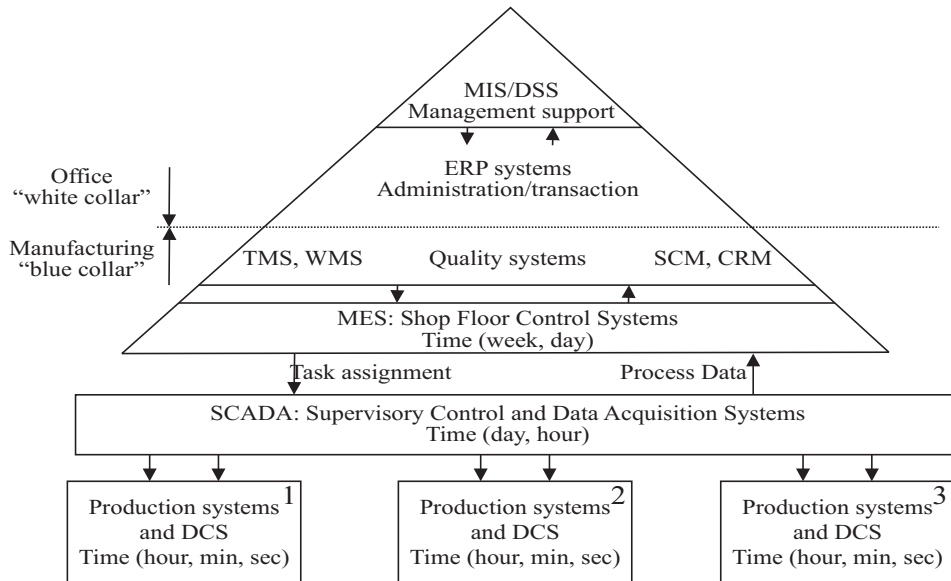 MIS/DSS
Management support
ERP systems
Administration/transaction
Office
“white collar”
Manufacturing
“blue collar”
TMS, WMS
Quality systems
SCM, CRM
MES: Shop Floor Control Systems
Time (week, day)
Task assignment
Process Data
SCADA: Supervisory Control and Data Acquisition Systems
Time (day, hour)
1
Production systems
and DCS
Time (hour, min, sec)
2
Production systems
and DCS
Time (hour, min, sec)
3
Production systems
and DCS
Time (hour, min, sec)